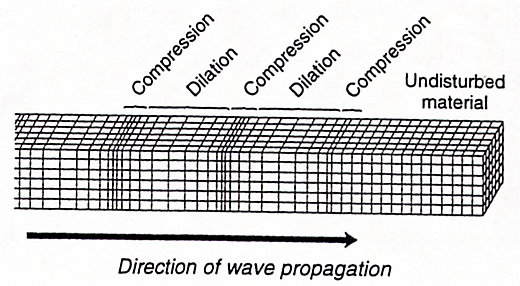 Compression
Dilation
Compression
Dilation
Compression
Undisturbed
material
Direction of wave propagation